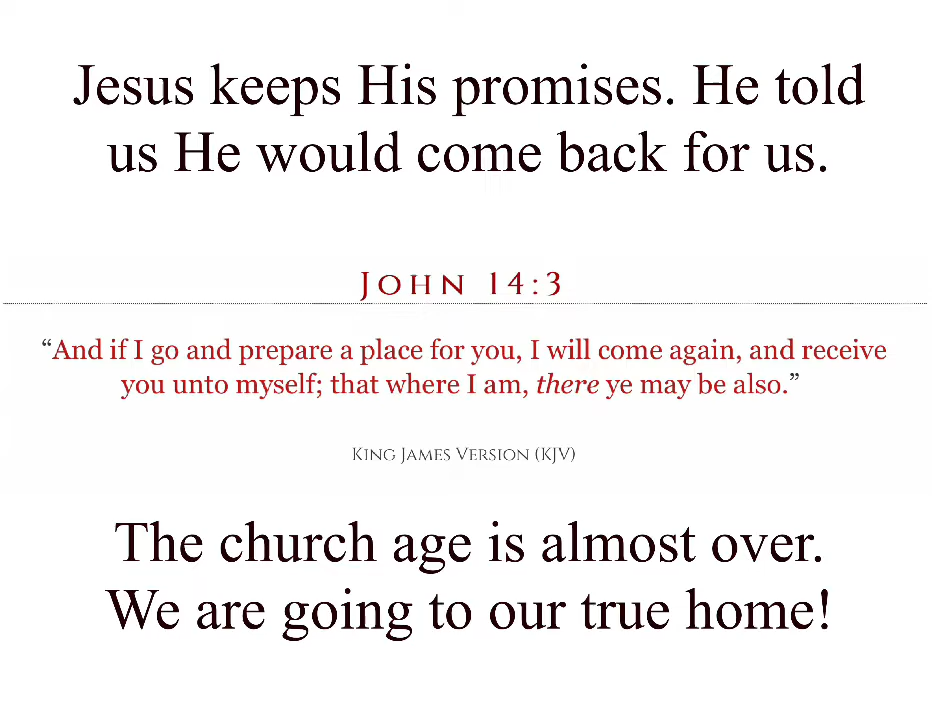 Jesus keeps His promises. He told
us He would come back for us.
John 14:3
“And if I go and prepare a place for you, I will come again, and receive
you unto myself; that where I am, there ye may be also.”
King James Version (KJV)
The church age is almost over.
We are going to our true home!